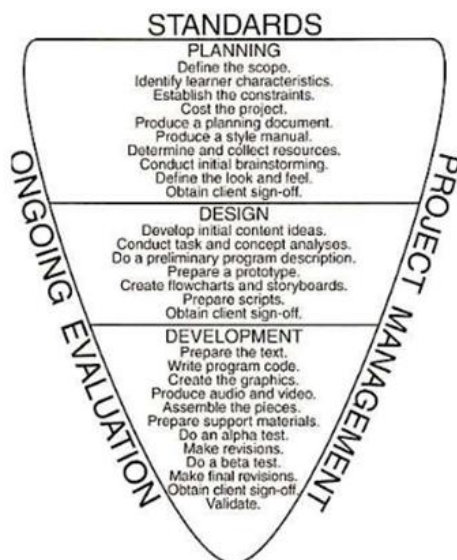 STANDARDS
PLANNING
Define the scope.
Identify learner characteristics.
Establish the constraints.
Cost the project.
Produce a planning document.
Produce a style manual.
Determine and collect resources.
Conduct initial brainstorming.
Define the look and feel.
Obtain client sign-off.
DESIGN
Develop initial content ideas.
Conduct task and concept analyses.
Do a preliminary program description.
Prepare a prototype.
Create flowcharts and storyboards.
Prepare scripts.
Obtain client sign-off.
DEVELOPMENT
Prepare the text.
Write program code.
Create the graphics.
Produce audio and video.
Assemble the pieces.
Prepare support materials.
Do an alpha test.
Make revisions.
Do a beta test.
Make final revisions.
Obtain client sign-off.
Validate.
ONGOING EVALUATION
PROJECT MANAGEMENT